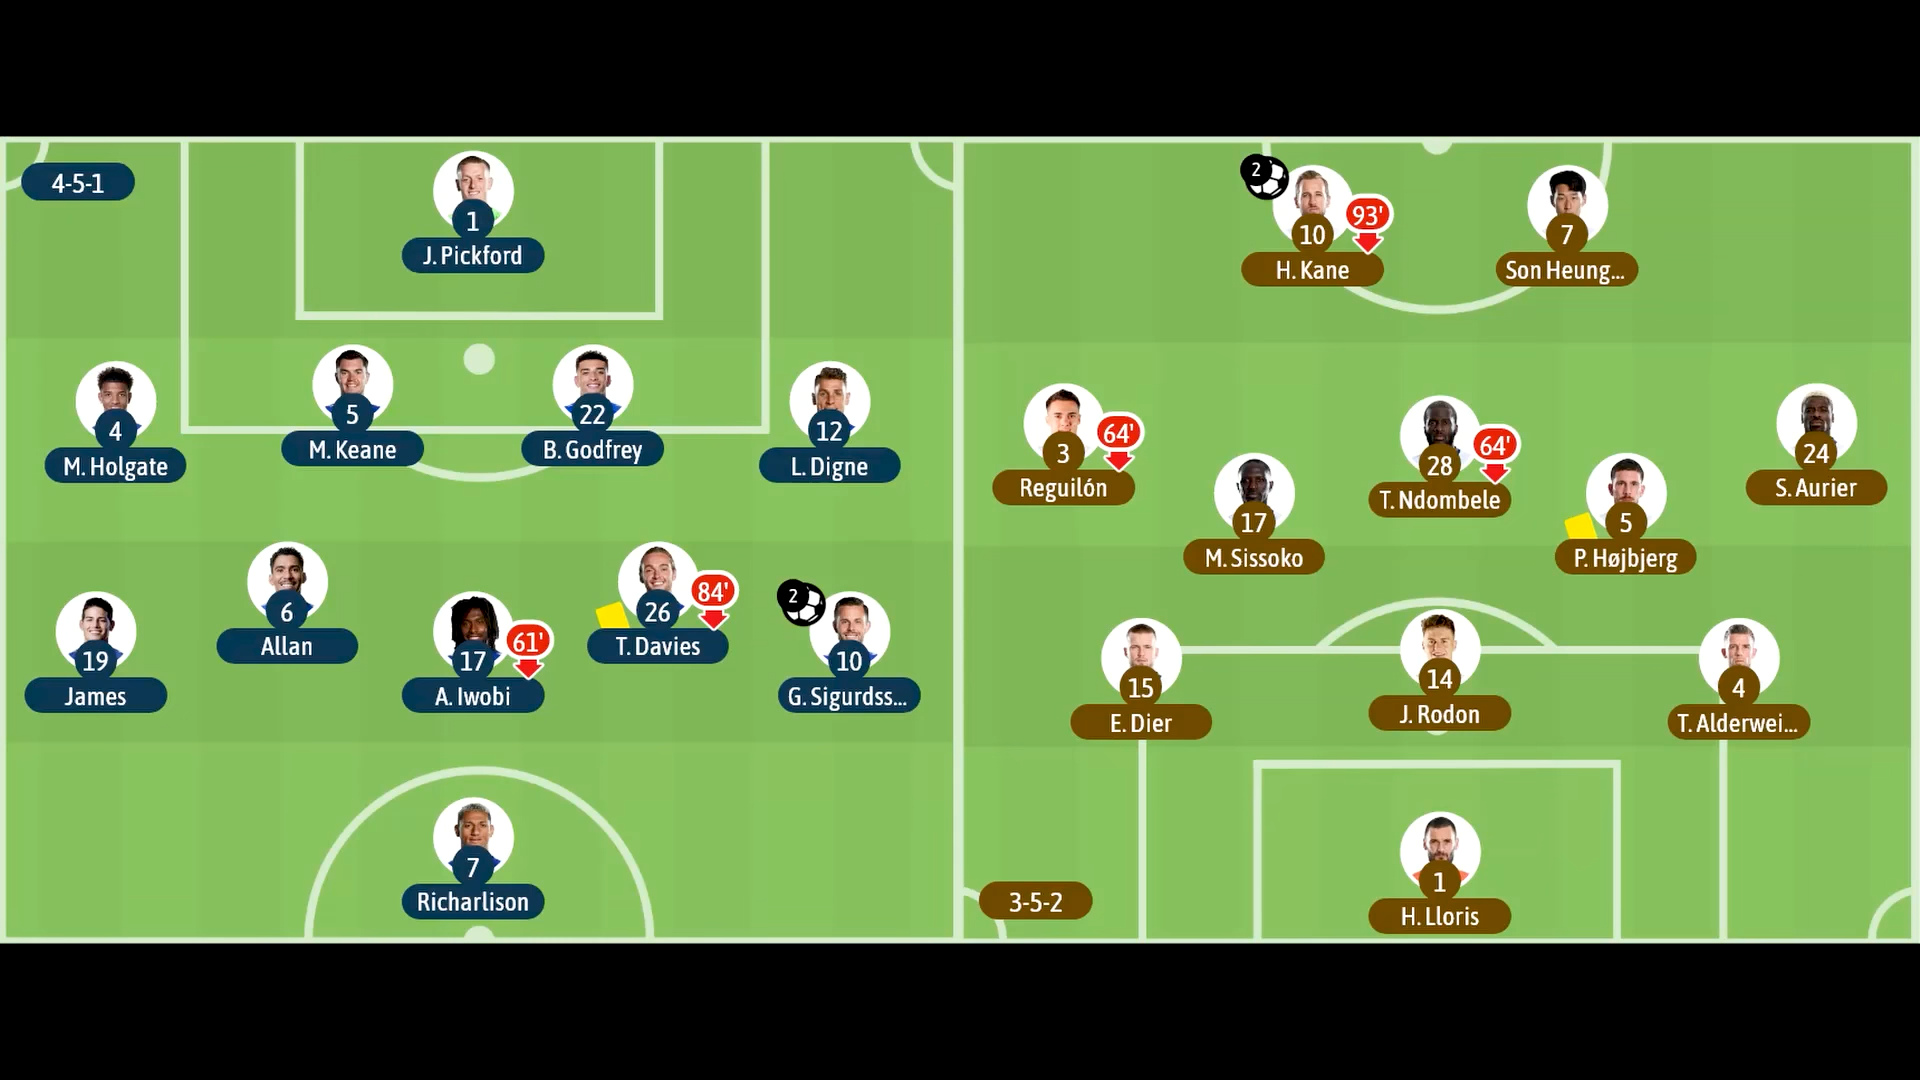 4-5-1
1
J. Pickford
4
M. Holgate
5
M. Keane
22
B. Godfrey
12
L. Digne
19
James
6
Allan
17
61'
A. Iwobi
26
84'
T. Davies
2
10
G. Sigurdss...
7
Richarlison
2
10
93'
H. Kane
7
Son Heung...
3
64'
Reguilón
17
M. Sissoko
28
64'
T. Ndombele
5
P. Højbjerg
24
S. Aurier
15
E. Dier
14
J. Rodon
4
T. Alderwei...
3-5-2
1
H. Lloris